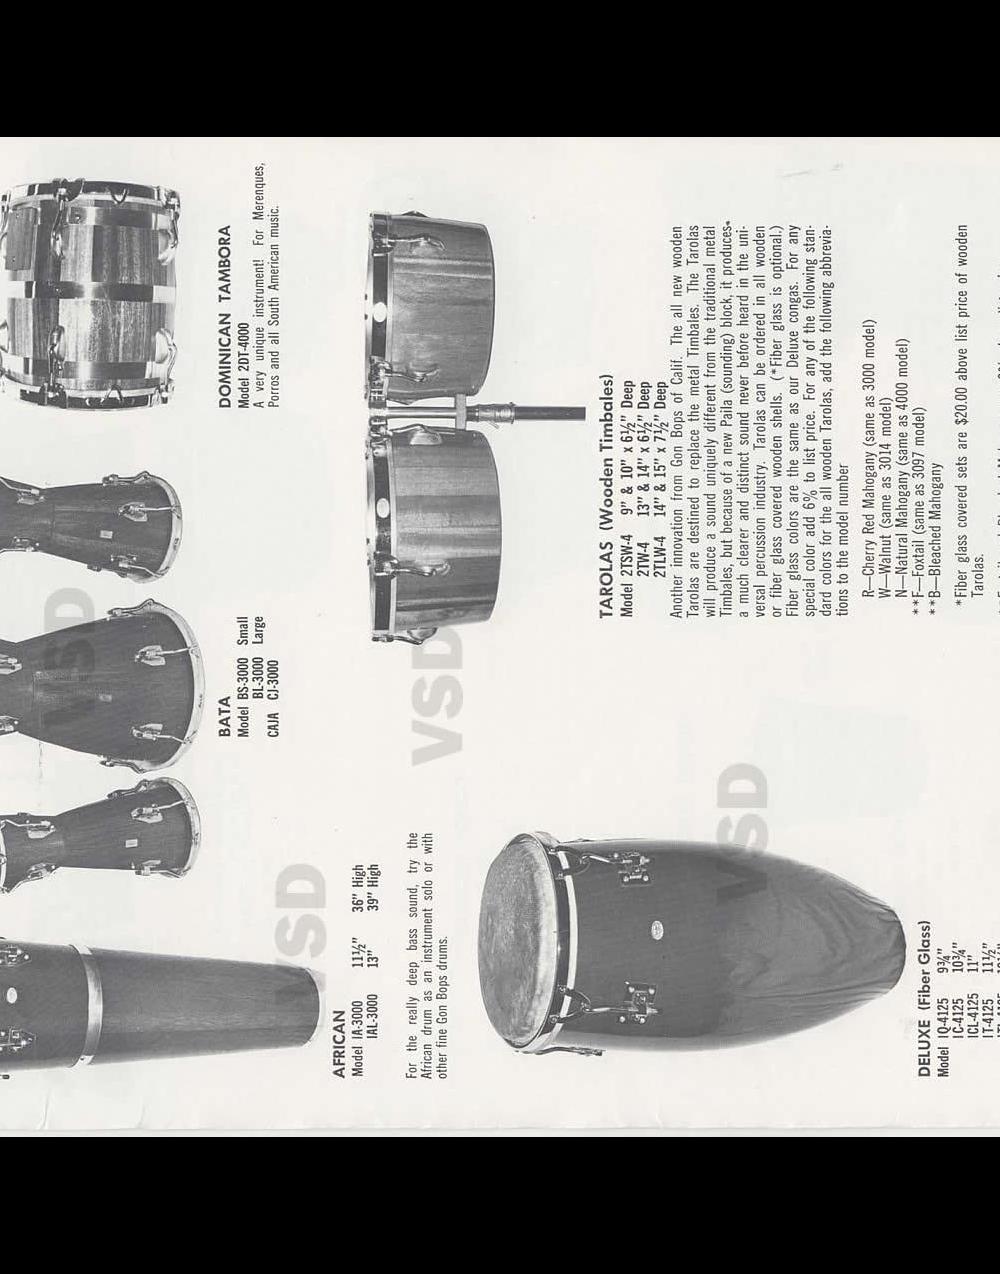 DOMINICAN TAMBORA
Model 2DT-4000
A very unique instrument! For Merenques,
Porros and all South American music.
BATA
Model BS-3000 Small
BL-3000 Large
CAJA CJ-3000
AFRICAN
Model IA-3000 11½" 36" High
IAL-3000 13" 39" High
For the really deep bass sound, try the
African drum as an instrument solo or with
other fine Gon Bops drums.
TAROLAS (Wooden Timbales)
Model 2TSW-4 9" & 10" x 6½" Deep
2TW-4 13" & 14" x 6½" Deep
2TLW-4 14" & 15" x 7½" Deep
Another innovation from Gon Bops of Calif. The all new wooden
Tarolas are destined to replace the metal Timbales. The Tarolas
will produce a sound uniquely different from the traditional metal
Timbales, but because of a new Paila (sounding) block, it produces
a much clearer and distinct sound never before heard in the uni-
versal percussion industry. Tarolas can be ordered in all wooden
or fiber glass covered wooden shells. (*Fiber glass is optional.)
Fiber glass colors are the same as our Deluxe congas. For any
special color add 6% to list price. For any of the following stan-
dard colors for the all wooden Tarolas, add the following abbrevia-
tions to the model number
R—Cherry Red Mahogany (same as 3000 model)
W—Walnut (same as 3014 model)
N—Natural Mahogany (same as 4000 model)
**F—Foxtail (same as 3097 model)
**B—Bleached Mahogany
*Fiber glass covered sets are $20.00 above list price of wooden
Tarolas.
DELUXE (Fiber Glass)
Model IQ-4125 9¾"
IC-4125 10¾"
ICL-4125 11"
IT-4125 11½"
VSD
VSD
VSD
VSD